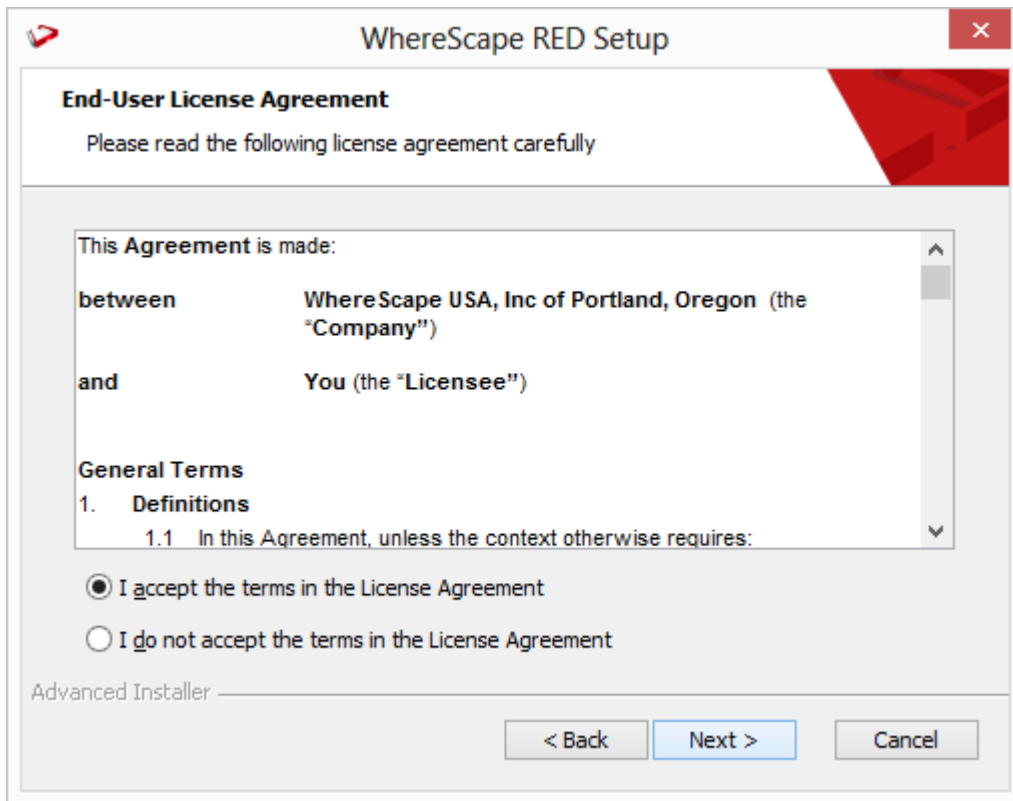 WhereScape RED Setup
End-User License Agreement
Please read the following license agreement carefully
This Agreement is made:
between WhereScape USA, Inc of Portland, Oregon (the
“Company”)
and You (the “Licensee”)
General Terms
1. Definitions
1.1 In this Agreement, unless the context otherwise requires:
I accept the terms in the License Agreement
I do not accept the terms in the License Agreement
Advanced Installer
< Back Next > Cancel